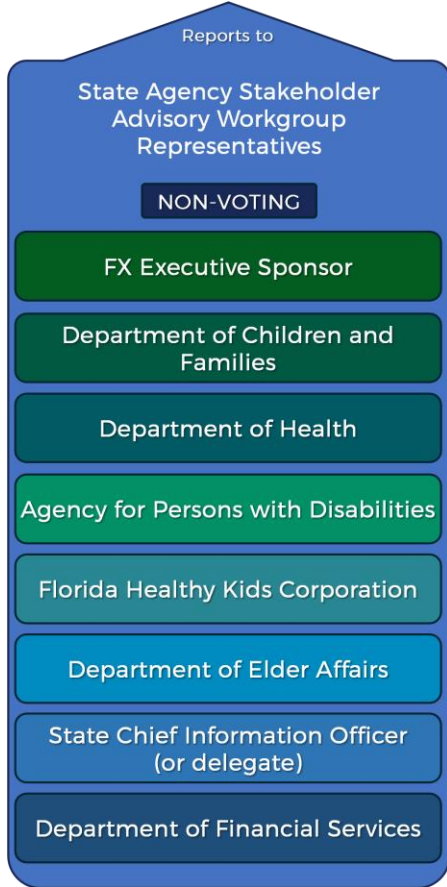 Reports to
State Agency Stakeholder
Advisory Workgroup
Representatives
NON-VOTING
FX Executive Sponsor
Department of Children and
Families
Department of Health
Agency for Persons with Disabilities
Florida Healthy Kids Corporation
Department of Elder Affairs
State Chief Information Officer
(or delegate)
Department of Financial Services